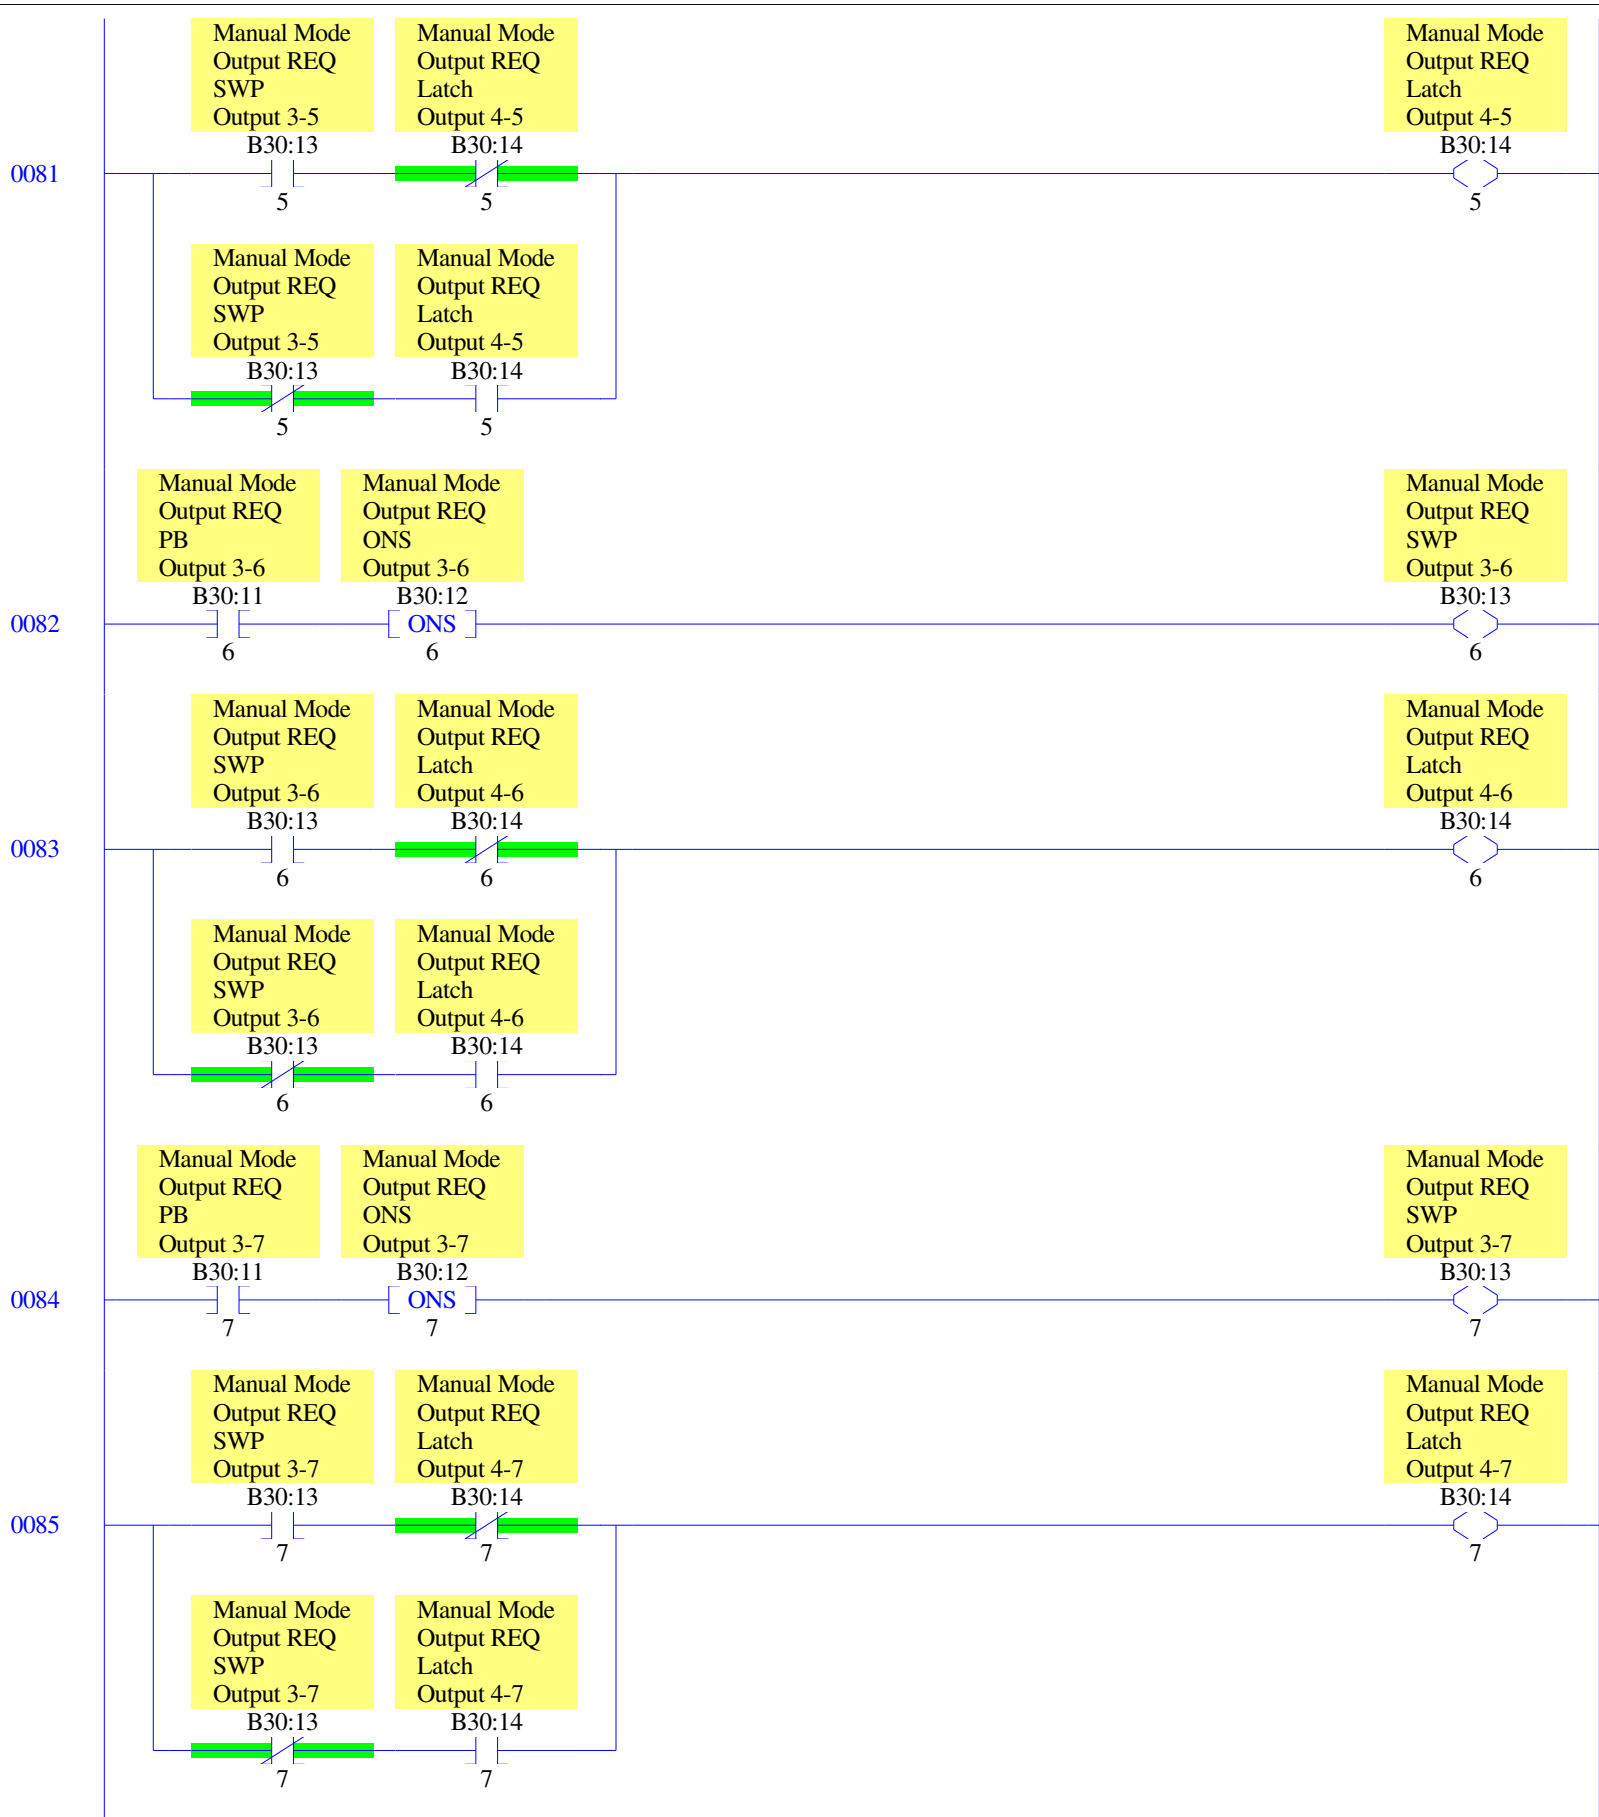 Manual Mode
Output REQ
SWP
Output 3-5
B30:13
5
Manual Mode
Output REQ
Latch
Output 4-5
B30:14
5
Manual Mode
Output REQ
Latch
Output 4-5
B30:14
5
0081
Manual Mode
Output REQ
SWP
Output 3-5
B30:13
5
Manual Mode
Output REQ
Latch
Output 4-5
B30:14
5
Manual Mode
Output REQ
PB
Output 3-6
B30:11
6
Manual Mode
Output REQ
ONS
Output 3-6
B30:12
ONS
6
Manual Mode
Output REQ
SWP
Output 3-6
B30:13
6
0082
Manual Mode
Output REQ
SWP
Output 3-6
B30:13
6
Manual Mode
Output REQ
Latch
Output 4-6
B30:14
6
Manual Mode
Output REQ
Latch
Output 4-6
B30:14
6
0083
Manual Mode
Output REQ
SWP
Output 3-6
B30:13
6
Manual Mode
Output REQ
Latch
Output 4-6
B30:14
6
Manual Mode
Output REQ
PB
Output 3-7
B30:11
7
Manual Mode
Output REQ
ONS
Output 3-7
B30:12
ONS
7
Manual Mode
Output REQ
SWP
Output 3-7
B30:13
7
0084
Manual Mode
Output REQ
SWP
Output 3-7
B30:13
7
Manual Mode
Output REQ
Latch
Output 4-7
B30:14
7
Manual Mode
Output REQ
Latch
Output 4-7
B30:14
7
0085
Manual Mode
Output REQ
SWP
Output 3-7
B30:13
7
Manual Mode
Output REQ
Latch
Output 4-7
B30:14
7